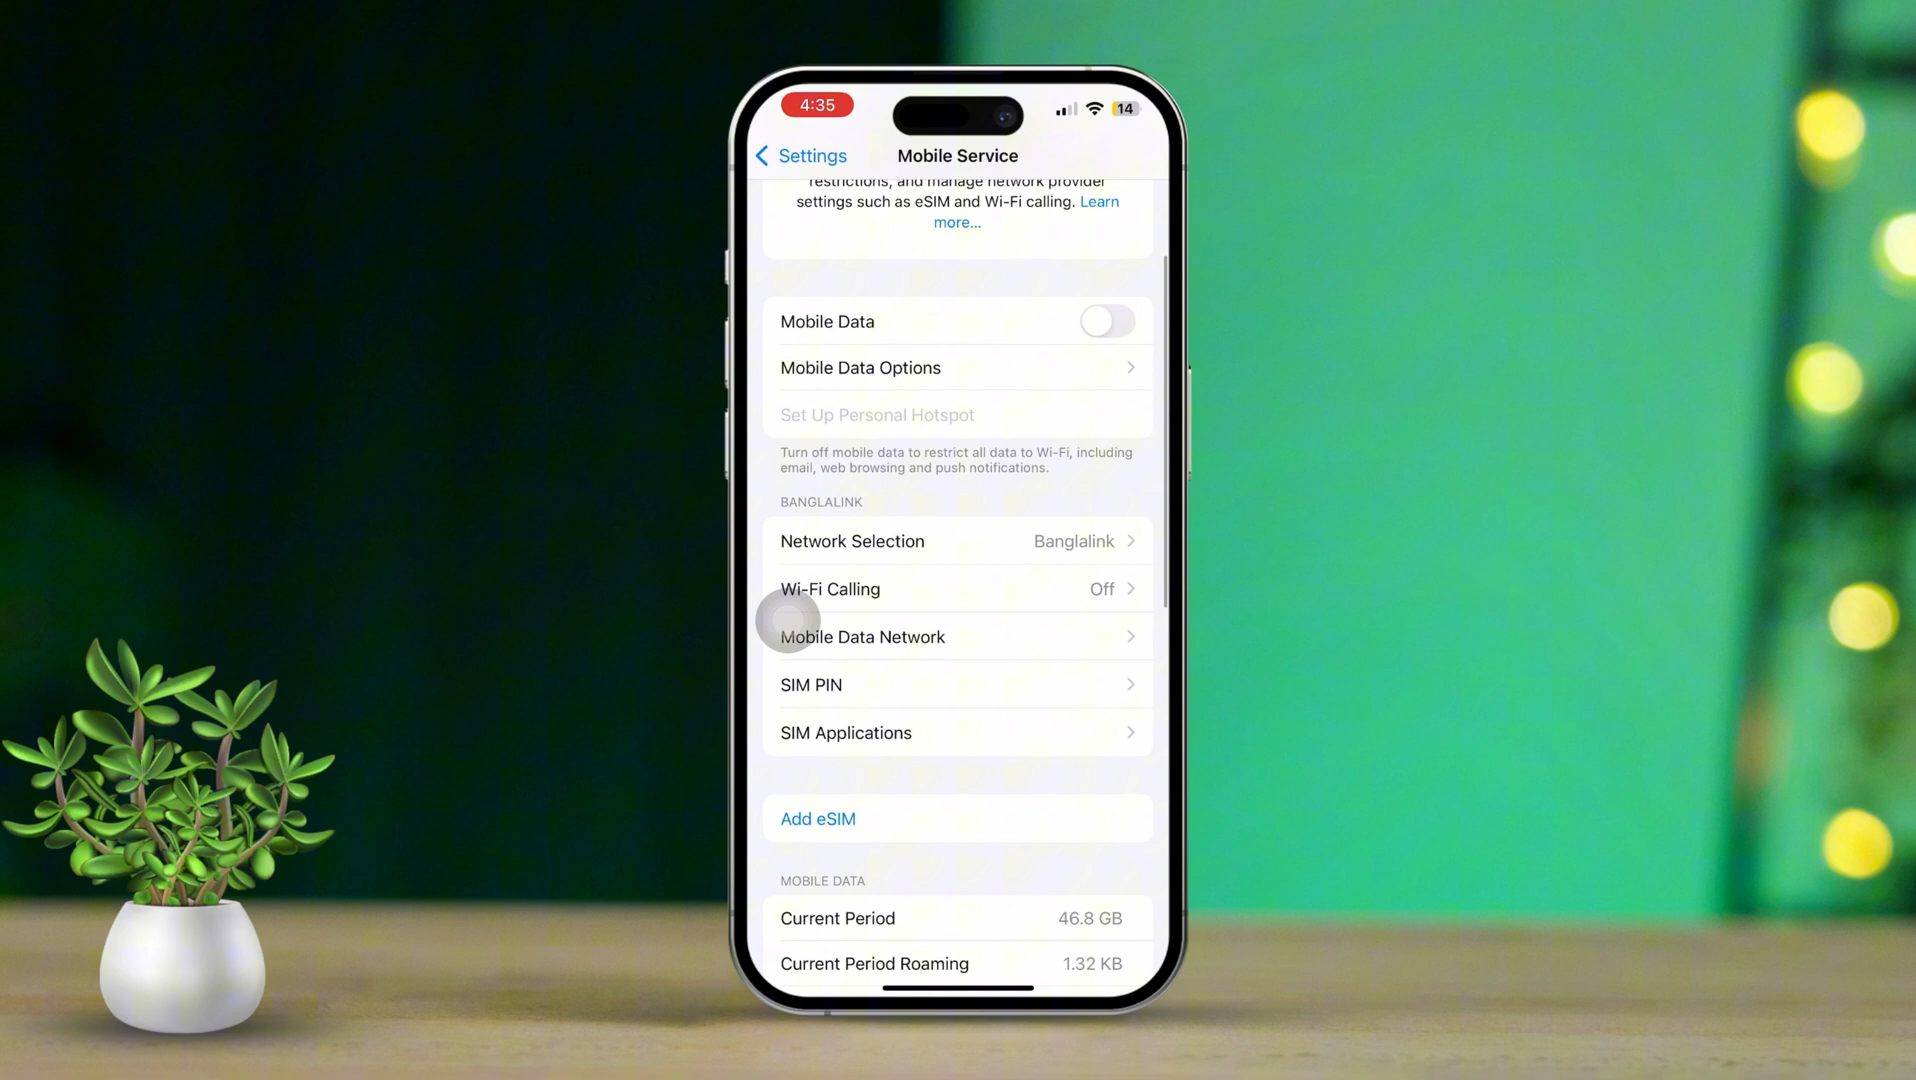 4:35
14
Settings
Mobile Service
restrictions, and manage network provider
settings such as eSIM and Wi-Fi calling. Learn
more...
Mobile Data
Mobile Data Options
Set Up Personal Hotspot
Turn off mobile data to restrict all data to Wi-Fi, including
email, web browsing and push notifications.
BANGLALINK
Network Selection Banglalink
Wi-Fi Calling Off
Mobile Data Network
SIM PIN
SIM Applications
Add eSIM
MOBILE DATA
Current Period 46.8 GB
Current Period Roaming 1.32 KB